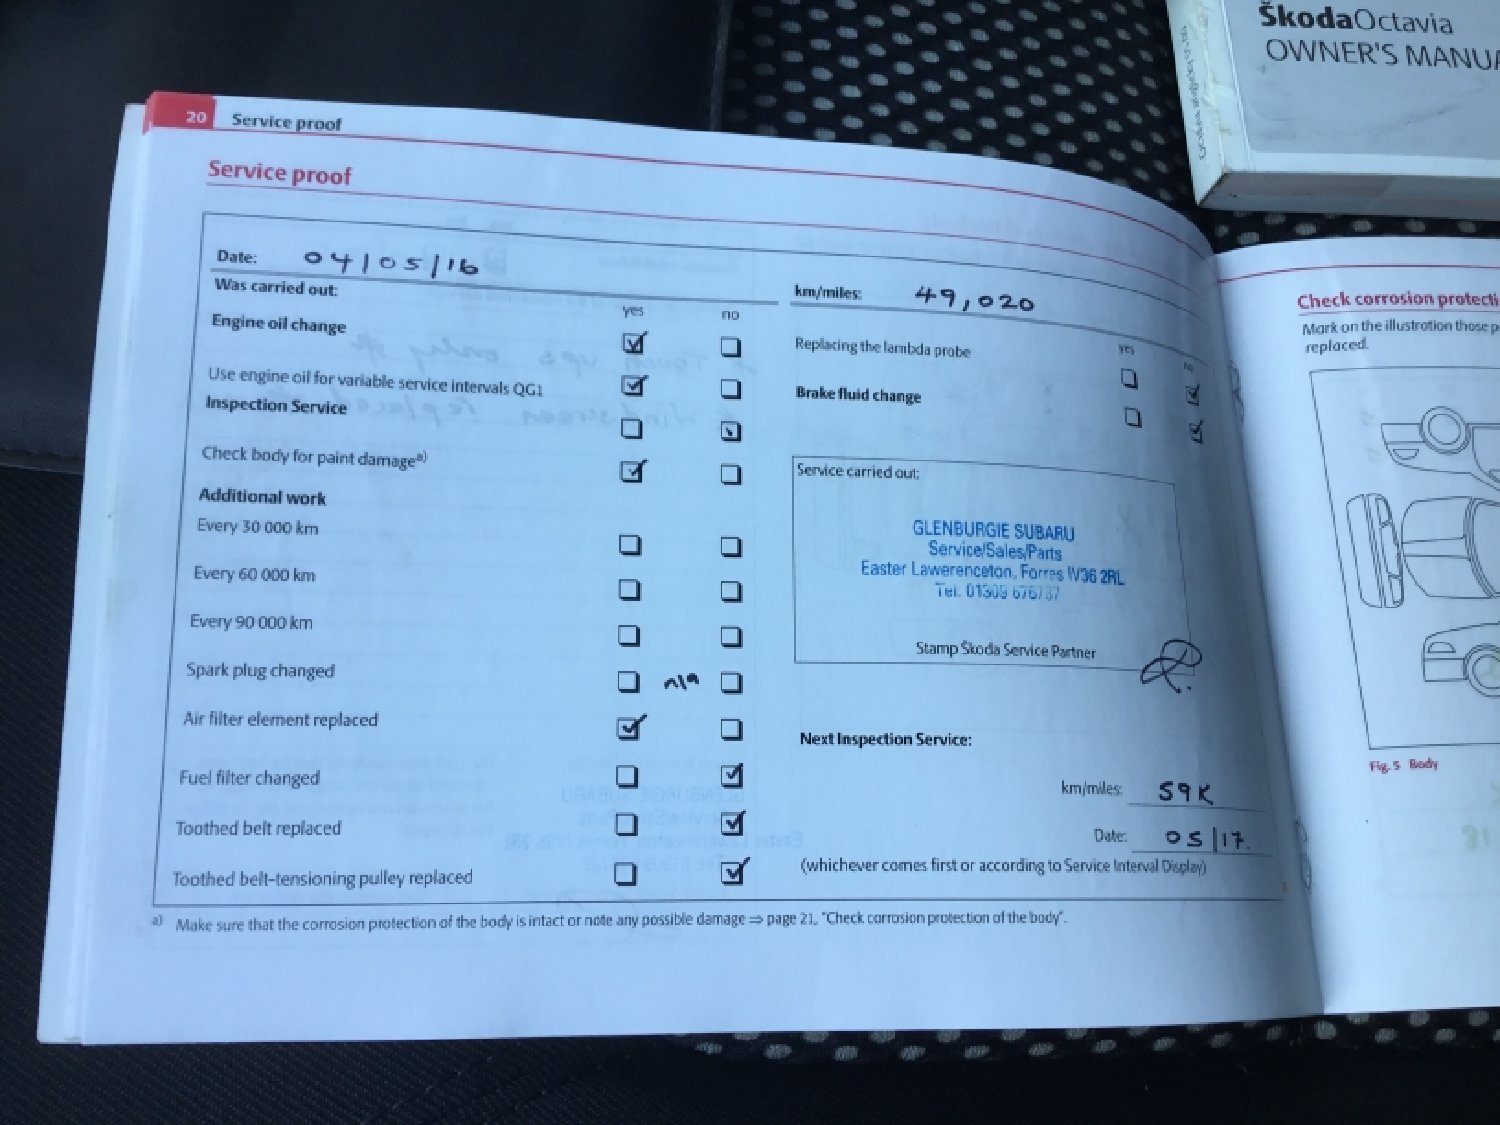 ŠkodaOctavia
OWNER'S MANUA
20 Service proof
Service proof
Date: 04/05/16
km/miles: 49,020
Was carried out:
yes no
Engine oil change
Use engine oil for variable service intervals QG1
Inspection Service
Check body for paint damage a)
Additional work
Every 30 000 km
Every 60 000 km
Every 90 000 km
Spark plug changed n/a
Air filter element replaced
Fuel filter changed
Toothed belt replaced
Toothed belt-tensioning pulley replaced
yes no
Replacing the lambda probe
Brake fluid change
Service carried out:
GLENBURGIE SUBARU
Service/Sales/Parts
Easter Lawerenceton, Forres IV36 2RL
Tel: 01309 676787
Stamp Škoda Service Partner
Next Inspection Service:
km/miles: 59K
Date: 05/17.
(whichever comes first or according to Service Interval Display)
a) Make sure that the corrosion protection of the body is intact or note any possible damage ⇒ page 21, "Check corrosion protection of the body".
Check corrosion protecti
Mark on the illustration those p
replaced.
Fig. 5 Body